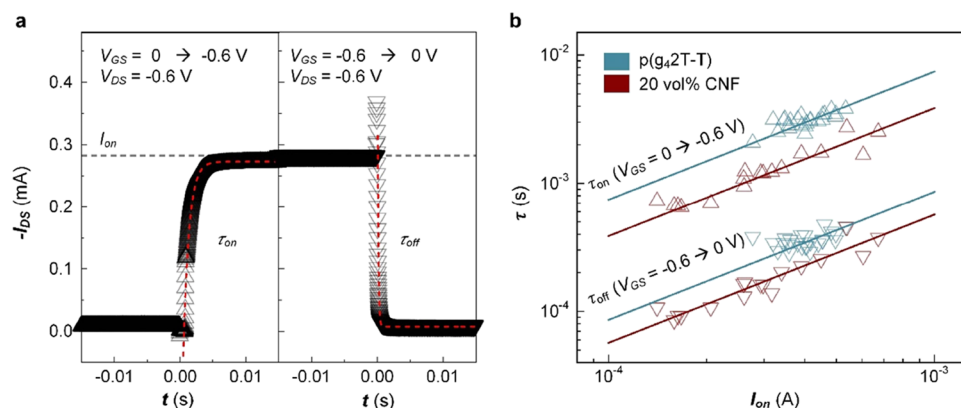 a
V_GS = 0 → -0.6 V
V_DS = -0.6 V
V_GS = -0.6 → 0 V
V_DS = -0.6 V
I_on
τ_on
τ_off
0.4
0.3
0.2
0.1
0.0
-I_DS (mA)
-0.01 0.00 0.01
-0.01 0.00 0.01
t (s)
t (s)
b
p(g₄2T-T)
20 vol% CNF
τ_on (V_GS = 0 → -0.6 V)
τ_off (V_GS = -0.6 → 0 V)
10⁻²
10⁻³
10⁻⁴
τ (s)
10⁻⁴ 10⁻³
I_on (A)